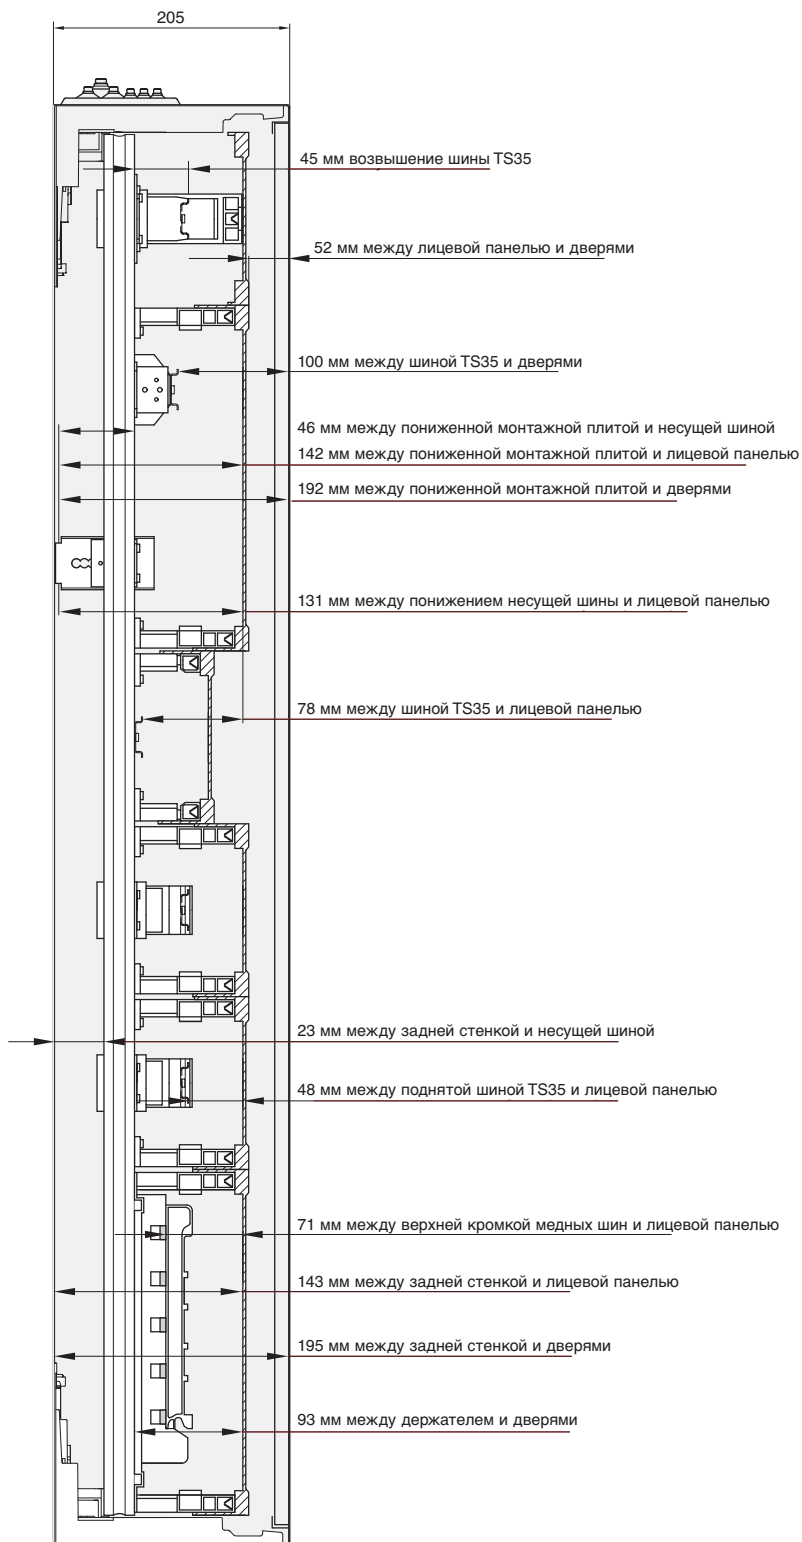 205
45 мм возвышение шины TS35
52 мм между лицевой панелью и дверями
100 мм между шиной TS35 и дверями
46 мм между пониженной монтажной плитой и несущей шиной
142 мм между пониженной монтажной плитой и лицевой панелью
192 мм между пониженной монтажной плитой и дверями
131 мм между понижением несущей шины и лицевой панелью
78 мм между шиной TS35 и лицевой панелью
23 мм между задней стенкой и несущей шиной
48 мм между поднятой шиной TS35 и лицевой панелью
71 мм между верхней кромкой медных шин и лицевой панелью
143 мм между задней стенкой и лицевой панелью
195 мм между задней стенкой и дверями
93 мм между держателем и дверями